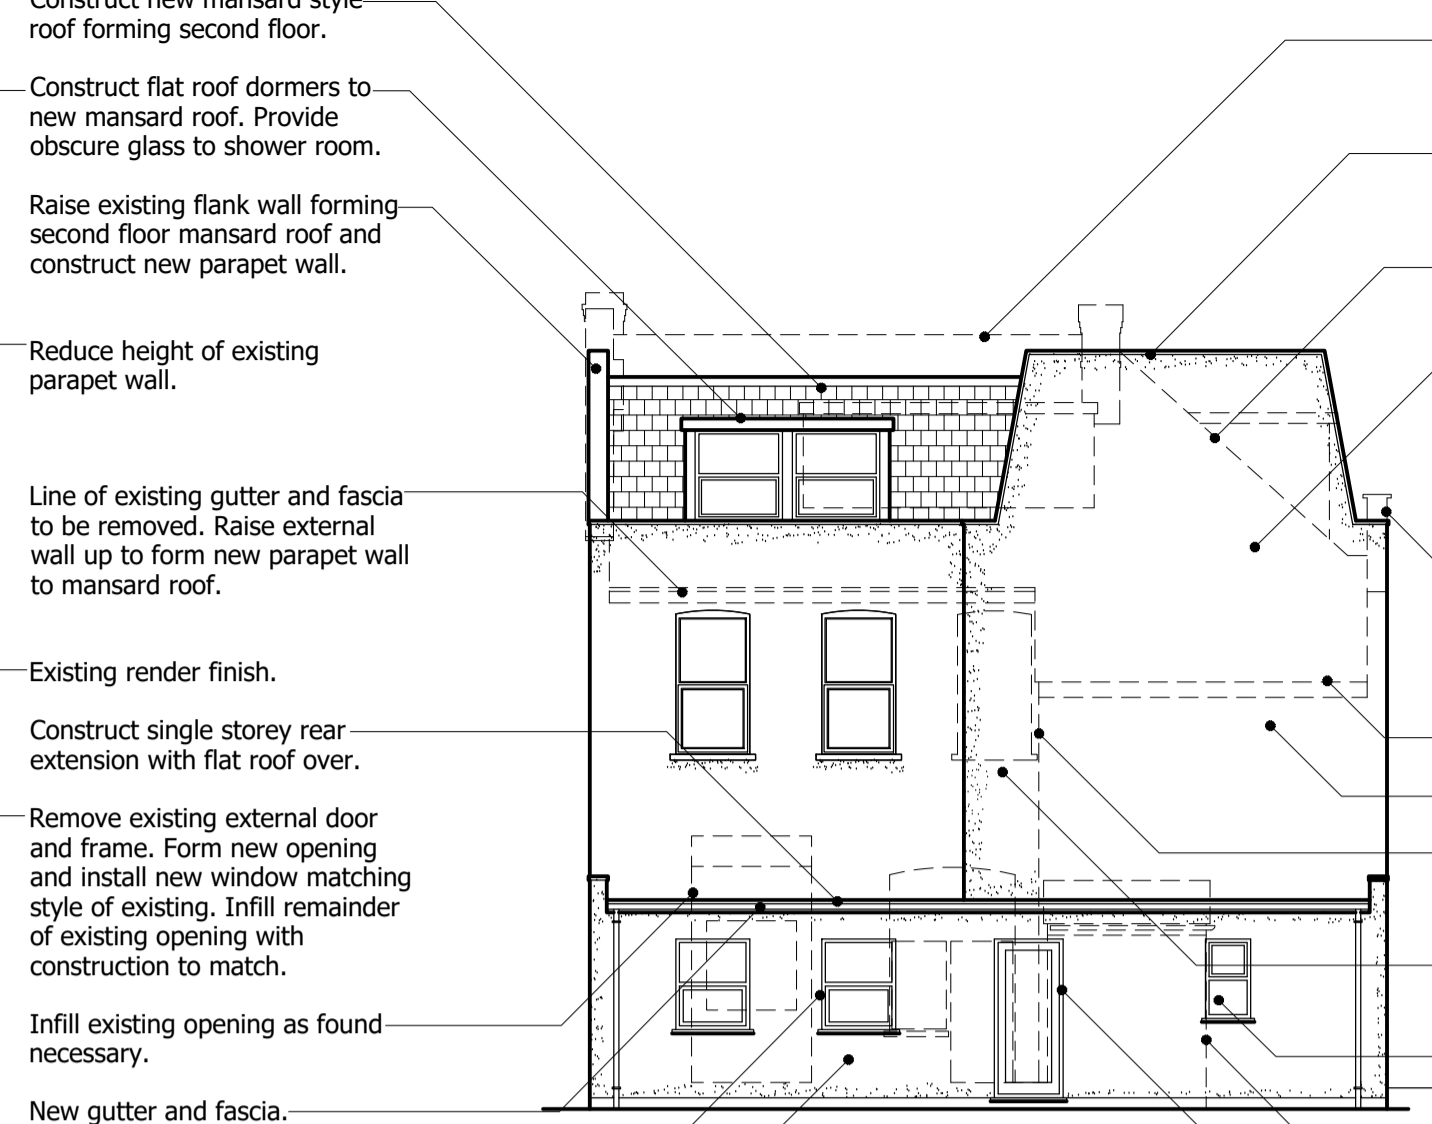 Construct new mansard style
roof forming second floor.
Construct flat roof dormers to
new mansard roof. Provide
obscure glass to shower room.
Raise existing flank wall forming
second floor mansard roof and
construct new parapet wall.
Reduce height of existing
parapet wall.
Line of existing gutter and fascia
to be removed. Raise external
wall up to form new parapet wall
to mansard roof.
Existing render finish.
Construct single storey rear
extension with flat roof over.
Remove existing external door
and frame. Form new opening
and install new window matching
style of existing. Infill remainder
of existing opening with
construction to match.
Infill existing opening as found
necessary.
New gutter and fascia.